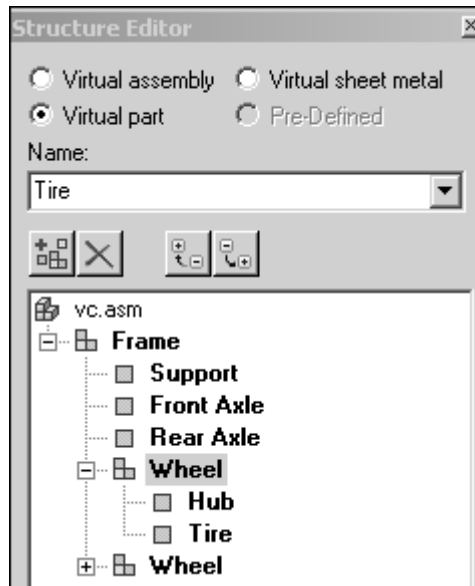 Structure Editor
Virtual assembly Virtual sheet metal
Virtual part Pre-Defined
Name:
Tire
vc.asm
Frame
Support
Front Axle
Rear Axle
Wheel
Hub
Tire
Wheel